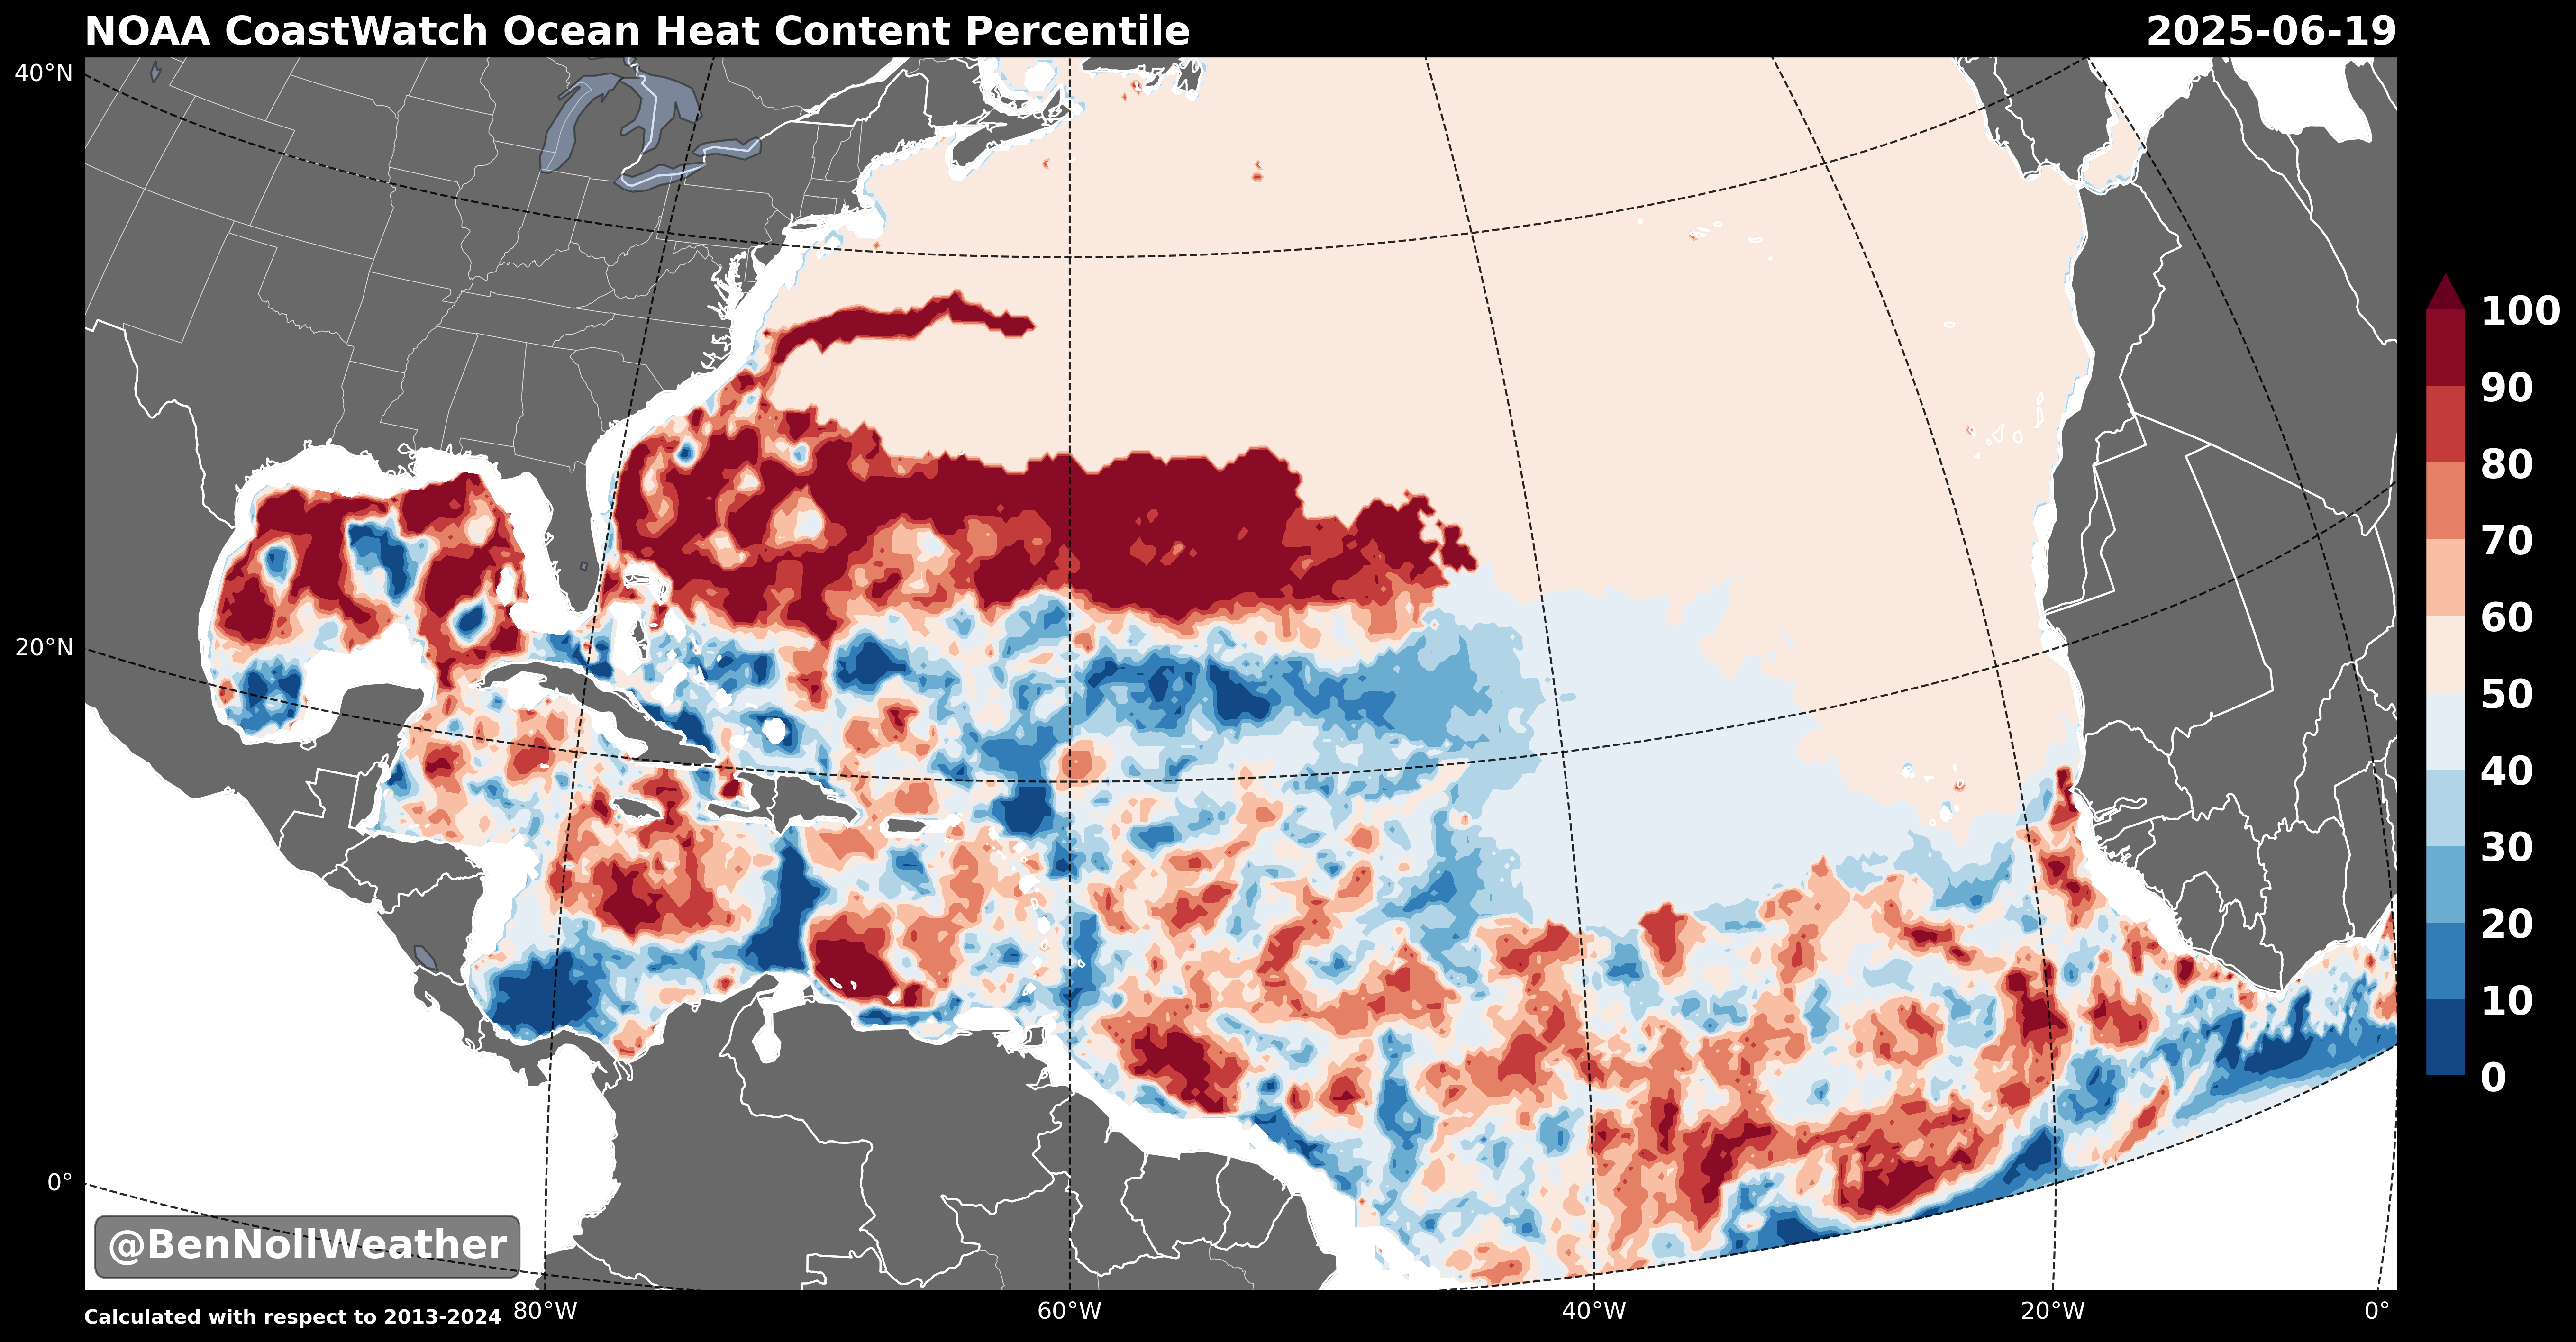 NOAA CoastWatch Ocean Heat Content Percentile
2025-06-19
40°N
20°N
0°
100
90
80
70
60
50
40
30
20
10
0
@BenNollWeather
Calculated with respect to 2013-2024
80°W
60°W
40°W
20°W
0°